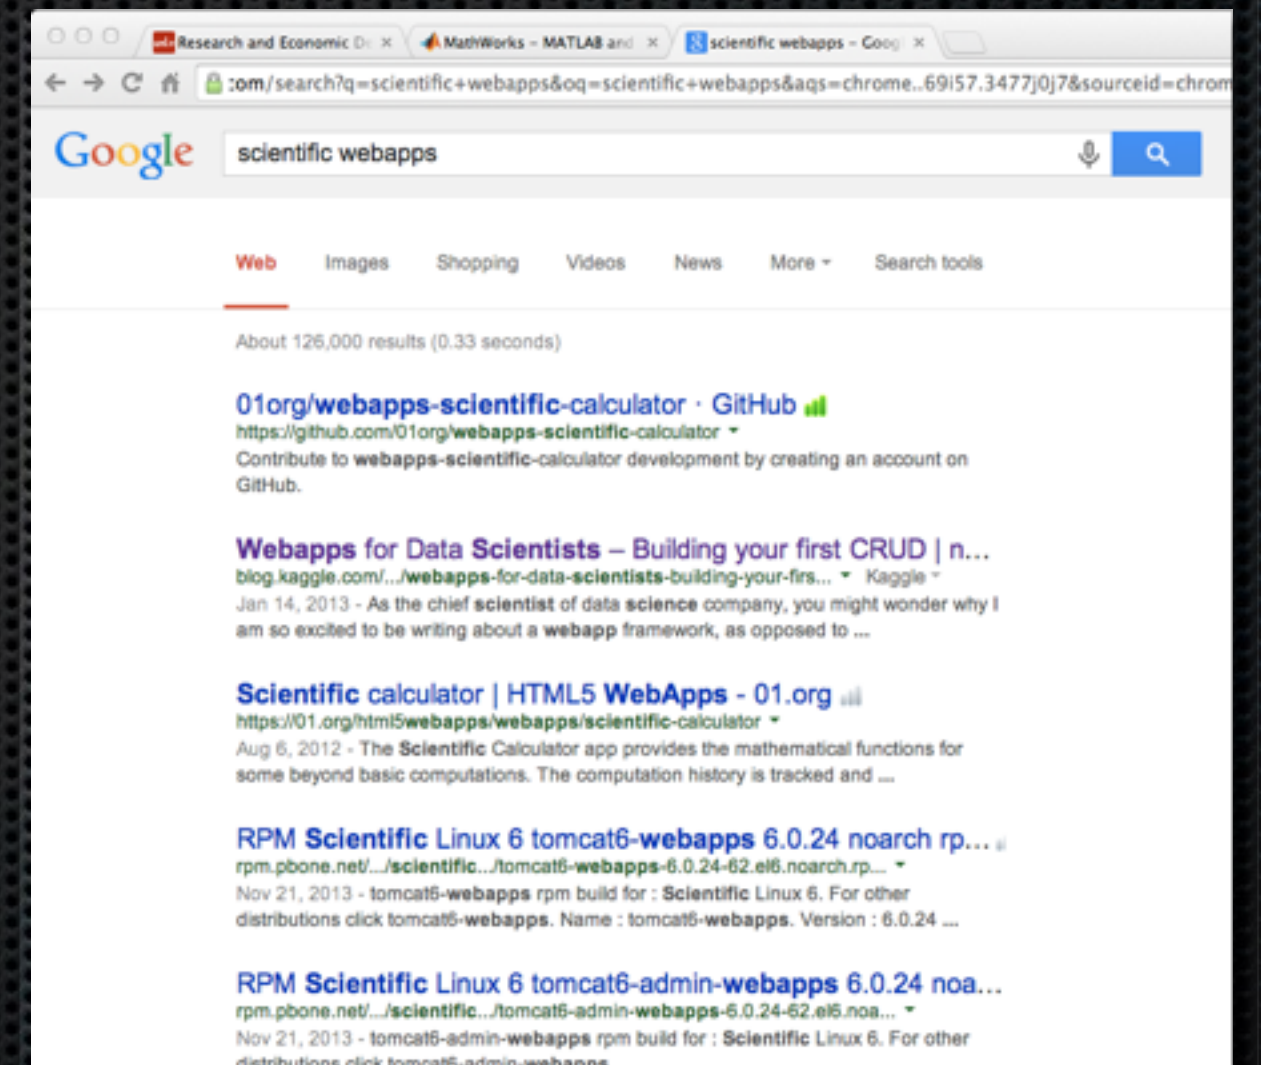 Research and Economic D
MathWorks - MATLAB and
scientific webapps - Goog
:om/search?q=scientific+webapps&oq=scientific+webapps&aqs=chrome..69i57.3477j0j7&sourceid=chrom
Google
scientific webapps
Web Images Shopping Videos News More Search tools
About 126,000 results (0.33 seconds)
01org/webapps-scientific-calculator · GitHub
https://github.com/01org/webapps-scientific-calculator
Contribute to webapps-scientific-calculator development by creating an account on
GitHub.
Webapps for Data Scientists – Building your first CRUD | n...
blog.kaggle.com/.../webapps-for-data-scientists-building-your-firs... Kaggle
Jan 14, 2013 - As the chief scientist of data science company, you might wonder why I
am so excited to be writing about a webapp framework, as opposed to ...
Scientific calculator | HTML5 WebApps - 01.org
https://01.org/html5webapps/webapps/scientific-calculator
Aug 6, 2012 - The Scientific Calculator app provides the mathematical functions for
some beyond basic computations. The computation history is tracked and ...
RPM Scientific Linux 6 tomcat6-webapps 6.0.24 noarch rp...
rpm.pbone.net/.../scientific.../tomcat6-webapps-6.0.24-62.el6.noarch.rp...
Nov 21, 2013 - tomcat6-webapps rpm build for : Scientific Linux 6. For other
distributions click tomcat6-webapps. Name : tomcat6-webapps. Version : 6.0.24 ...
RPM Scientific Linux 6 tomcat6-admin-webapps 6.0.24 noa...
rpm.pbone.net/.../scientific.../tomcat6-admin-webapps-6.0.24-62.el6.noa...
Nov 21, 2013 - tomcat6-admin-webapps rpm build for : Scientific Linux 6. For other
distributions click tomcat6-admin-webapps